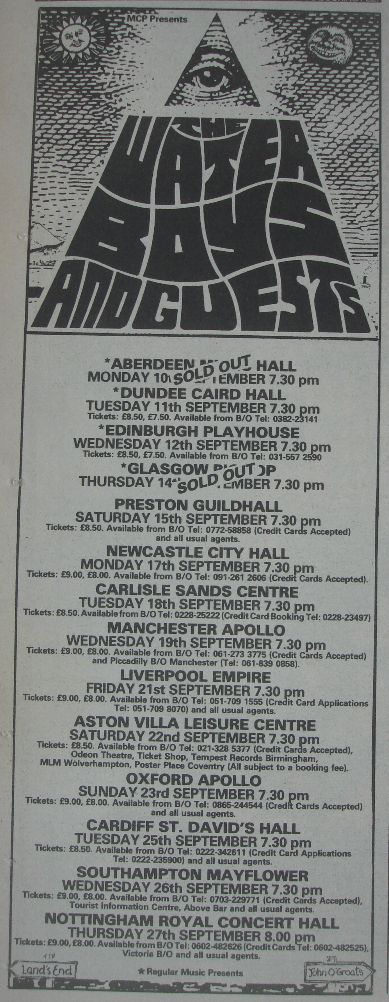 MCP Presents
THE
WATER
BOYS
AND GUESTS
*ABERDEEN SOLD OUT HALL
MONDAY 10 EMBER 7.30 pm
*DUNDEE CAIRD HALL
TUESDAY 11th SEPTEMBER 7.30 pm
Tickets: £8.50, £7.50. Available from B/O Tel: 0382-23141
*EDINBURGH PLAYHOUSE
WEDNESDAY 12th SEPTEMBER 7.30 pm
Tickets: £8.50, £7.50. Available from B/O Tel: 031-557 2590
*GLASGOW SOLD OUT
THURSDAY 14 EMBER 7.30 pm
PRESTON GUILDHALL
SATURDAY 15th SEPTEMBER 7.30 pm
Tickets: £8.50. Available from B/O Tel: 0772-58858 (Credit Cards Accepted)
and all usual agents.
NEWCASTLE CITY HALL
MONDAY 17th SEPTEMBER 7.30 pm
Tickets: £9.00, £8.00. Available from B/O Tel: 091-261 2606 (Credit Cards Accepted).
CARLISLE SANDS CENTRE
TUESDAY 18th SEPTEMBER 7.30 pm
Tickets: £8.50. Available from B/O Tel: 0228-25222 (Credit Card Booking Tel: 0228-23497)
MANCHESTER APOLLO
WEDNESDAY 19th SEPTEMBER 7.30 pm
Tickets: £9.00, £8.00. Available from B/O Tel: 061-273 3775 (Credit Cards Accepted)
and Piccadilly B/O Manchester (Tel: 061-839 0858).
LIVERPOOL EMPIRE
FRIDAY 21st SEPTEMBER 7.30 pm
Tickets: £9.00, £8.00. Available from B/O Tel: 051-709 1555 (Credit Card Applications
Tel: 051-709 8070) and all usual agents.
ASTON VILLA LEISURE CENTRE
SATURDAY 22nd SEPTEMBER 7.30 pm
Tickets: £8.50. Available from B/O Tel: 021-328 5377 (Credit Cards Accepted),
Odeon Theatre, Ticket Shop, Tempest Records Birmingham,
MLM Wolverhampton, Poster Place Coventry (All subject to a booking fee).
OXFORD APOLLO
SUNDAY 23rd SEPTEMBER 7.30 pm
Tickets: £9.00, £8.00. Available from B/O Tel: 0865-244544 (Credit Cards Accepted)
and all usual agents.
CARDIFF ST. DAVID'S HALL
TUESDAY 25th SEPTEMBER 7.30 pm
Tickets: £8.50. Available from B/O Tel: 0222-342611 (Credit Card Applications
Tel: 0222-235900) and all usual agents.
SOUTHAMPTON MAYFLOWER
WEDNESDAY 26th SEPTEMBER 7.30 pm
Tickets: £9.00, £8.00. Available from B/O Tel: 0703-229771 (Credit Cards Accepted),
Tourist Information Centre, Above Bar and all usual agents.
NOTTINGHAM ROYAL CONCERT HALL
THURSDAY 27th SEPTEMBER 8.00 pm
Tickets: £9.00, £8.00. Available from B/O Tel: 0602-482626 (Credit Cards Tel: 0602-482525),
Victoria B/O and all usual agents.
* Regular Music Presents
Land's End
John O'Groats